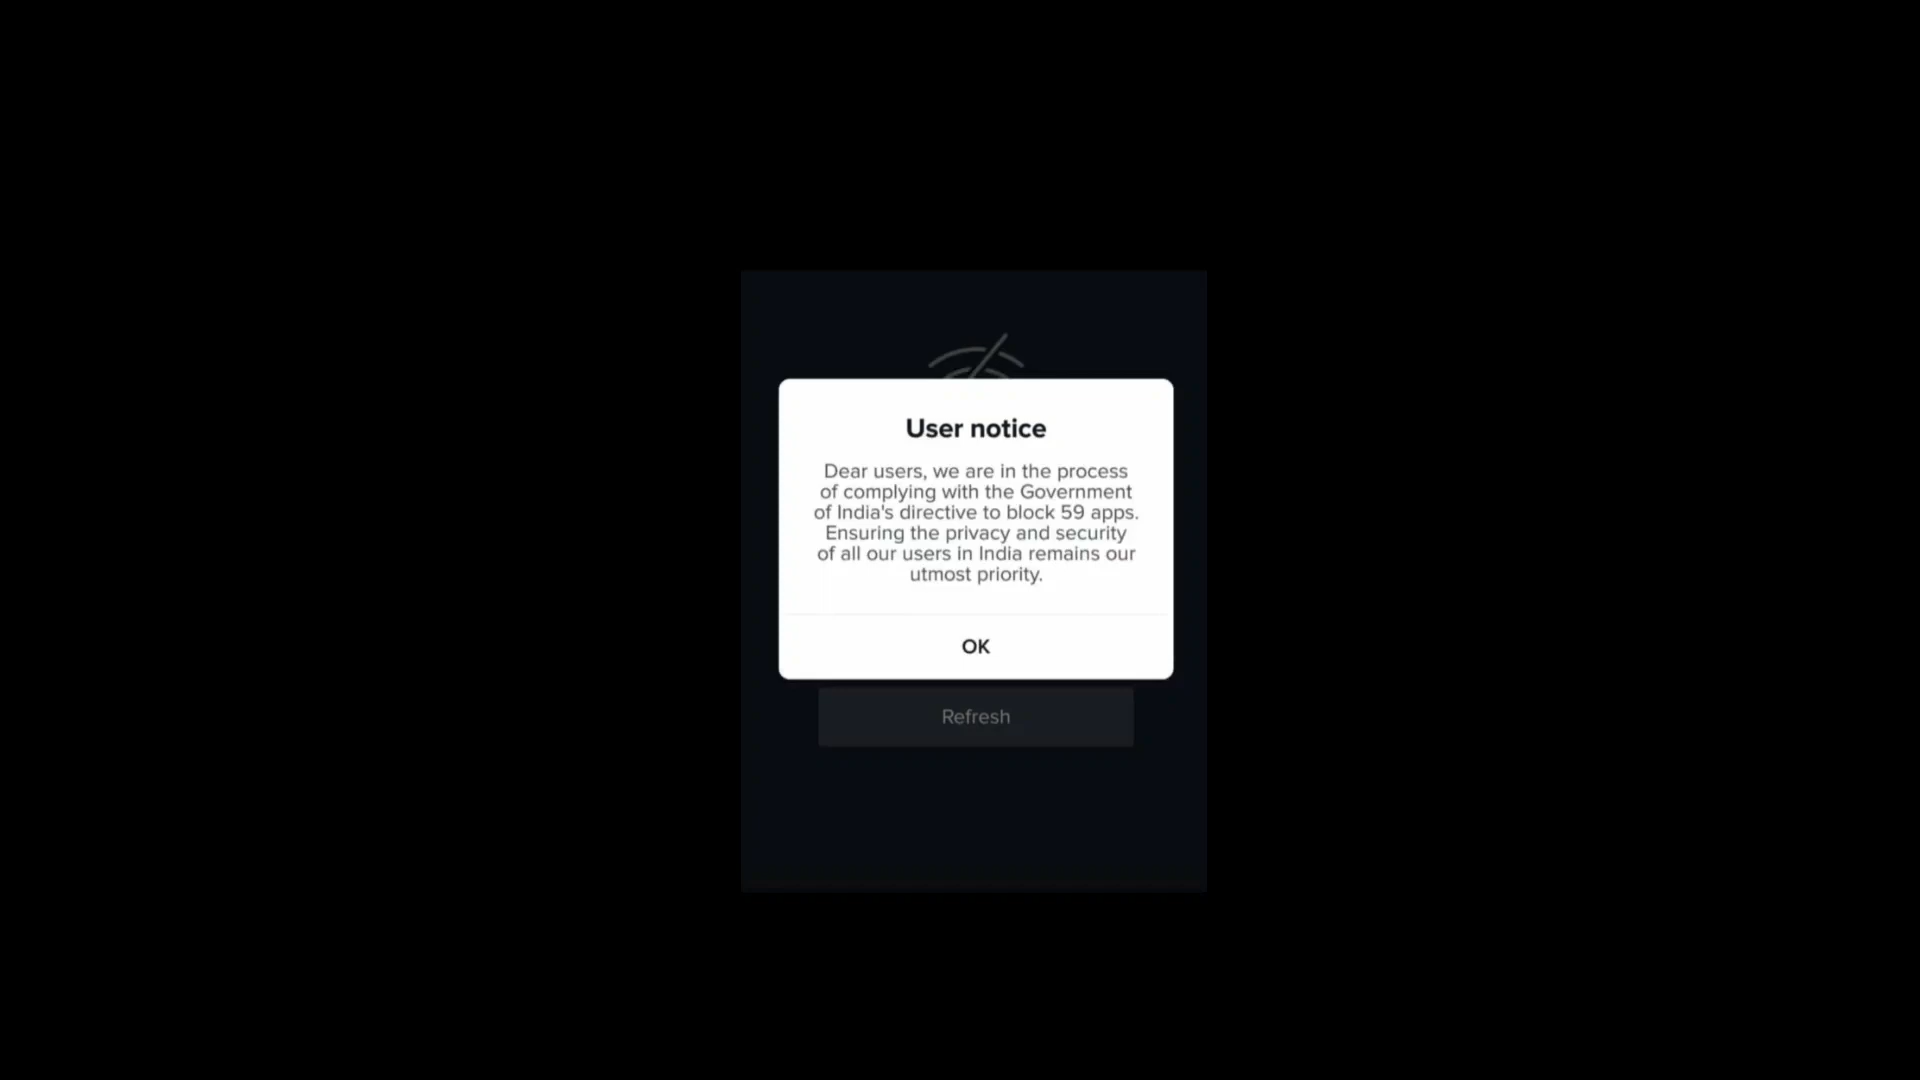 User notice
Dear users, we are in the process
of complying with the Government
of India's directive to block 59 apps.
Ensuring the privacy and security
of all our users in India remains our
utmost priority.
OK
Refresh